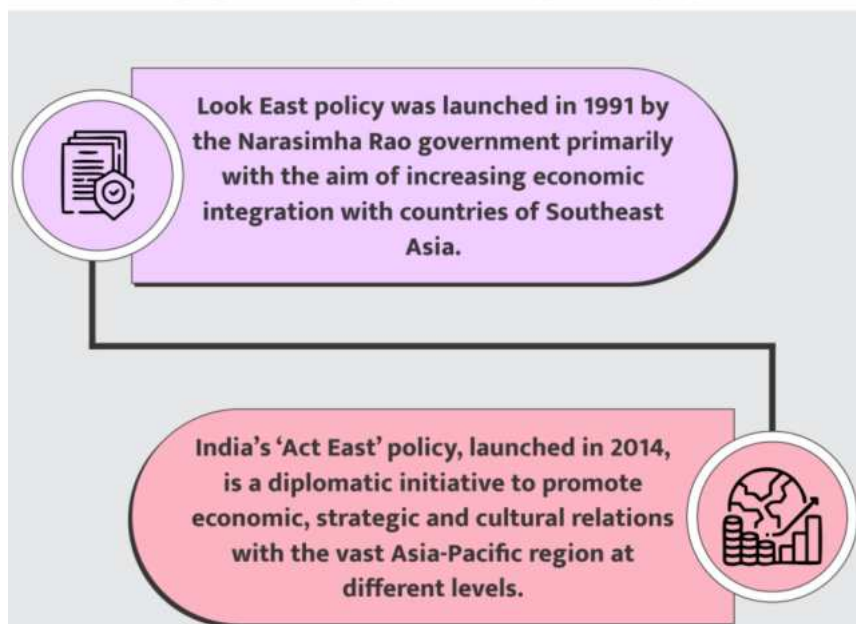 Look East policy was launched in 1991 by
the Narasimha Rao government primarily
with the aim of increasing economic
integration with countries of Southeast
Asia.
India’s ‘Act East’ policy, launched in 2014,
is a diplomatic initiative to promote
economic, strategic and cultural relations
with the vast Asia-Pacific region at
different levels.